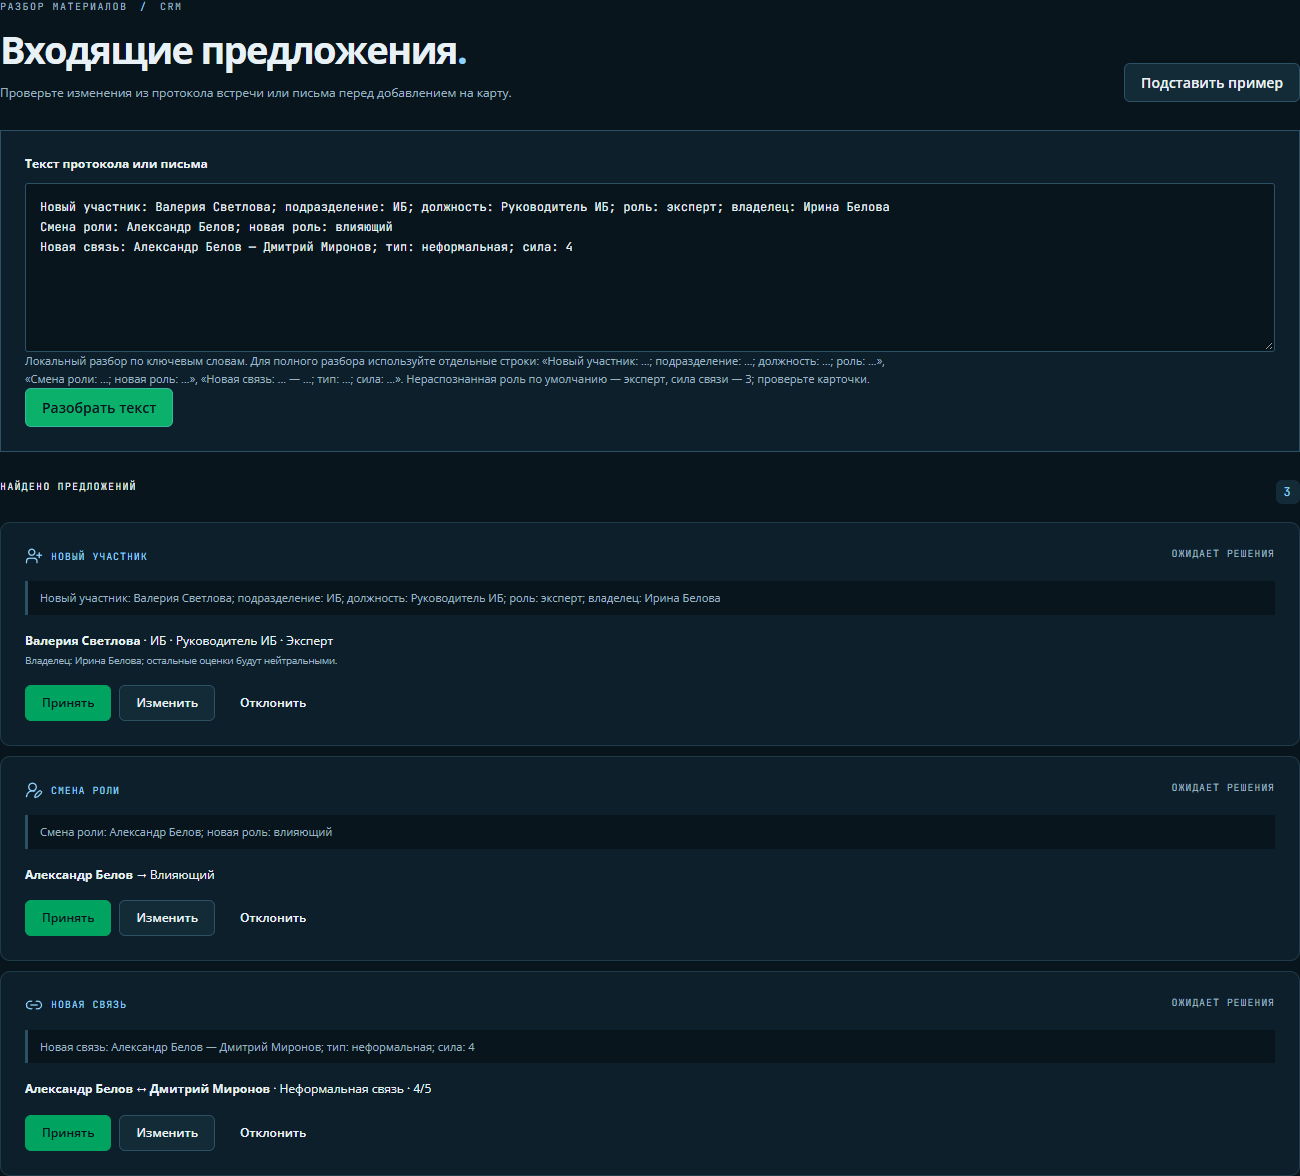 РАЗБОР МАТЕРИАЛОВ / CRM
Входящие предложения.
Проверьте изменения из протокола встречи или письма перед добавлением на карту.
Подставить пример
Текст протокола или письма
Новый участник: Валерия Светлова; подразделение: ИБ; должность: Руководитель ИБ; роль: эксперт; владелец: Ирина Белова
Смена роли: Александр Белов; новая роль: влияющий
Новая связь: Александр Белов — Дмитрий Миронов; тип: неформальная; сила: 4
Локальный разбор по ключевым словам. Для полного разбора используйте отдельные строки: «Новый участник: ...; подразделение: ...; должность: ...; роль: ...»,
«Смена роли: ...; новая роль: ...», «Новая связь: ... — ...; тип: ...; сила: ...». Нераспознанная роль по умолчанию — эксперт, сила связи — 3; проверьте карточки.
Разобрать текст
НАЙДЕНО ПРЕДЛОЖЕНИЙ
3
НОВЫЙ УЧАСТНИК
ОЖИДАЕТ РЕШЕНИЯ
Новый участник: Валерия Светлова; подразделение: ИБ; должность: Руководитель ИБ; роль: эксперт; владелец: Ирина Белова
Валерия Светлова · ИБ · Руководитель ИБ · Эксперт
Владелец: Ирина Белова; остальные оценки будут нейтральными.
Принять
Изменить
Отклонить
СМЕНА РОЛИ
ОЖИДАЕТ РЕШЕНИЯ
Смена роли: Александр Белов; новая роль: влияющий
Александр Белов → Влияющий
Принять
Изменить
Отклонить
НОВАЯ СВЯЗЬ
ОЖИДАЕТ РЕШЕНИЯ
Новая связь: Александр Белов — Дмитрий Миронов; тип: неформальная; сила: 4
Александр Белов ↔ Дмитрий Миронов · Неформальная связь · 4/5
Принять
Изменить
Отклонить